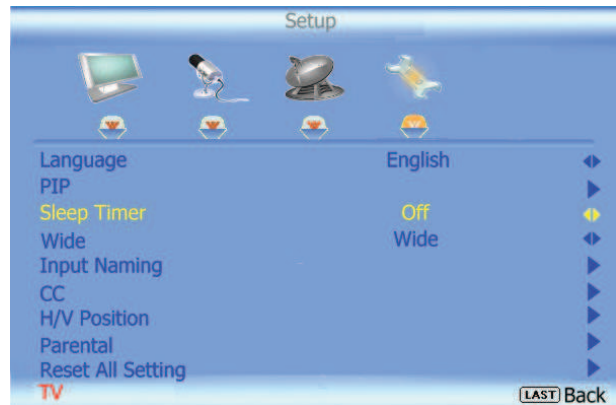 Setup
Language English
PIP
Sleep Timer Off
Wide Wide
Input Naming
CC
H/V Position
Parental
Reset All Setting
TV LAST Back